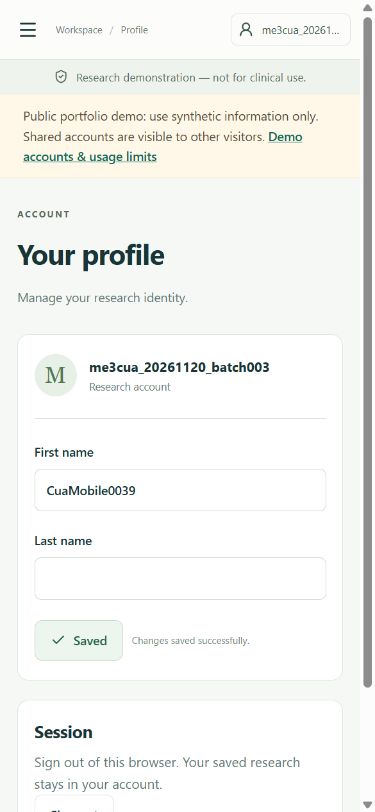 Workspace / Profile
me3cua_20261...
Research demonstration — not for clinical use.
Public portfolio demo: use synthetic information only.
Shared accounts are visible to other visitors. Demo
accounts & usage limits
ACCOUNT
Your profile
Manage your research identity.
M
me3cua_20261120_batch003
Research account
First name
CuaMobile0039
Last name
Saved
Changes saved successfully.
Session
Sign out of this browser. Your saved research
stays in your account.